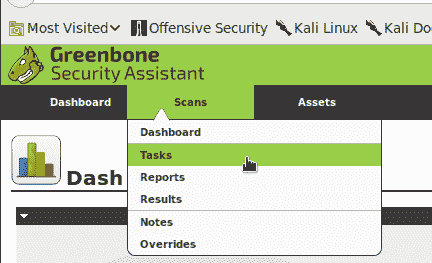 Most Visited Offensive Security Kali Linux Kali Do
Greenbone
Security Assistant
Dashboard Scans Assets
Dashboard
Tasks
Reports
Results
Notes
Overrides
Dash